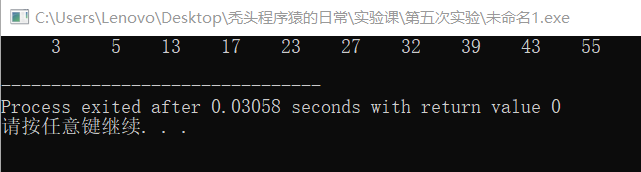 C:\Users\Lenovo\Desktop\秃头程序猿的日常\实验课\第五次实验\未命名1.exe
3 5 13 17 23 27 32 39 43 55
--------------------------------
Process exited after 0.03058 seconds with return value 0
请按任意键继续. . .